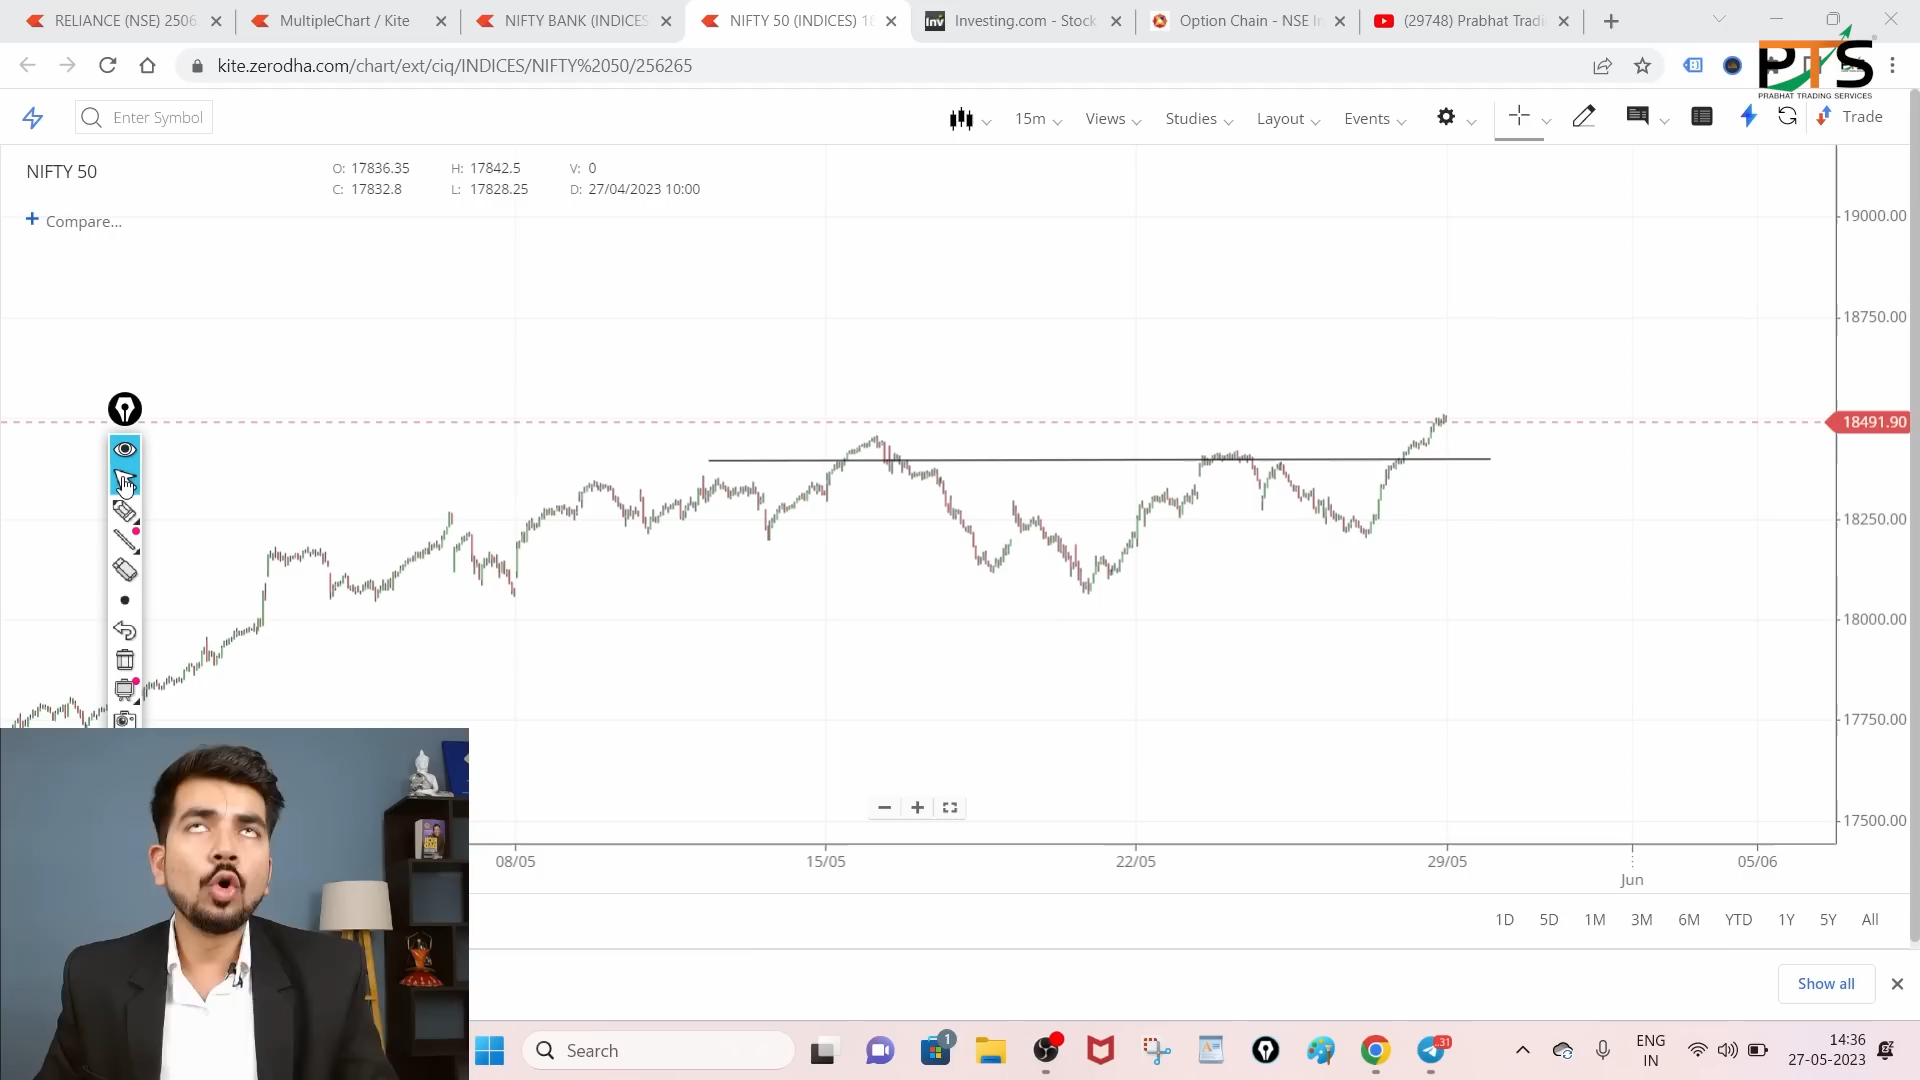 RELIANCE (NSE) 2506
MultipleChart / Kite
NIFTY BANK (INDICES
NIFTY 50 (INDICES) 18
Investing.com - Stock
Option Chain - NSE In
(29748) Prabhat Tradi
kite.zerodha.com/chart/ext/ciq/INDICES/NIFTY%2050/256265
PTS
PRABHAT TRADING SERVICES
Enter Symbol
15m
Views
Studies
Layout
Events
Trade
NIFTY 50
O: 17836.35
H: 17842.5
V: 0
C: 17832.8
L: 17828.25
D: 27/04/2023 10:00
+ Compare...
19000.00
18750.00
18491.90
18250.00
18000.00
17750.00
17500.00
08/05
15/05
22/05
29/05
Jun
05/06
1D 5D 1M 3M 6M YTD 1Y 5Y All
Show all
Search
1
31
ENG
IN
14:36
27-05-2023